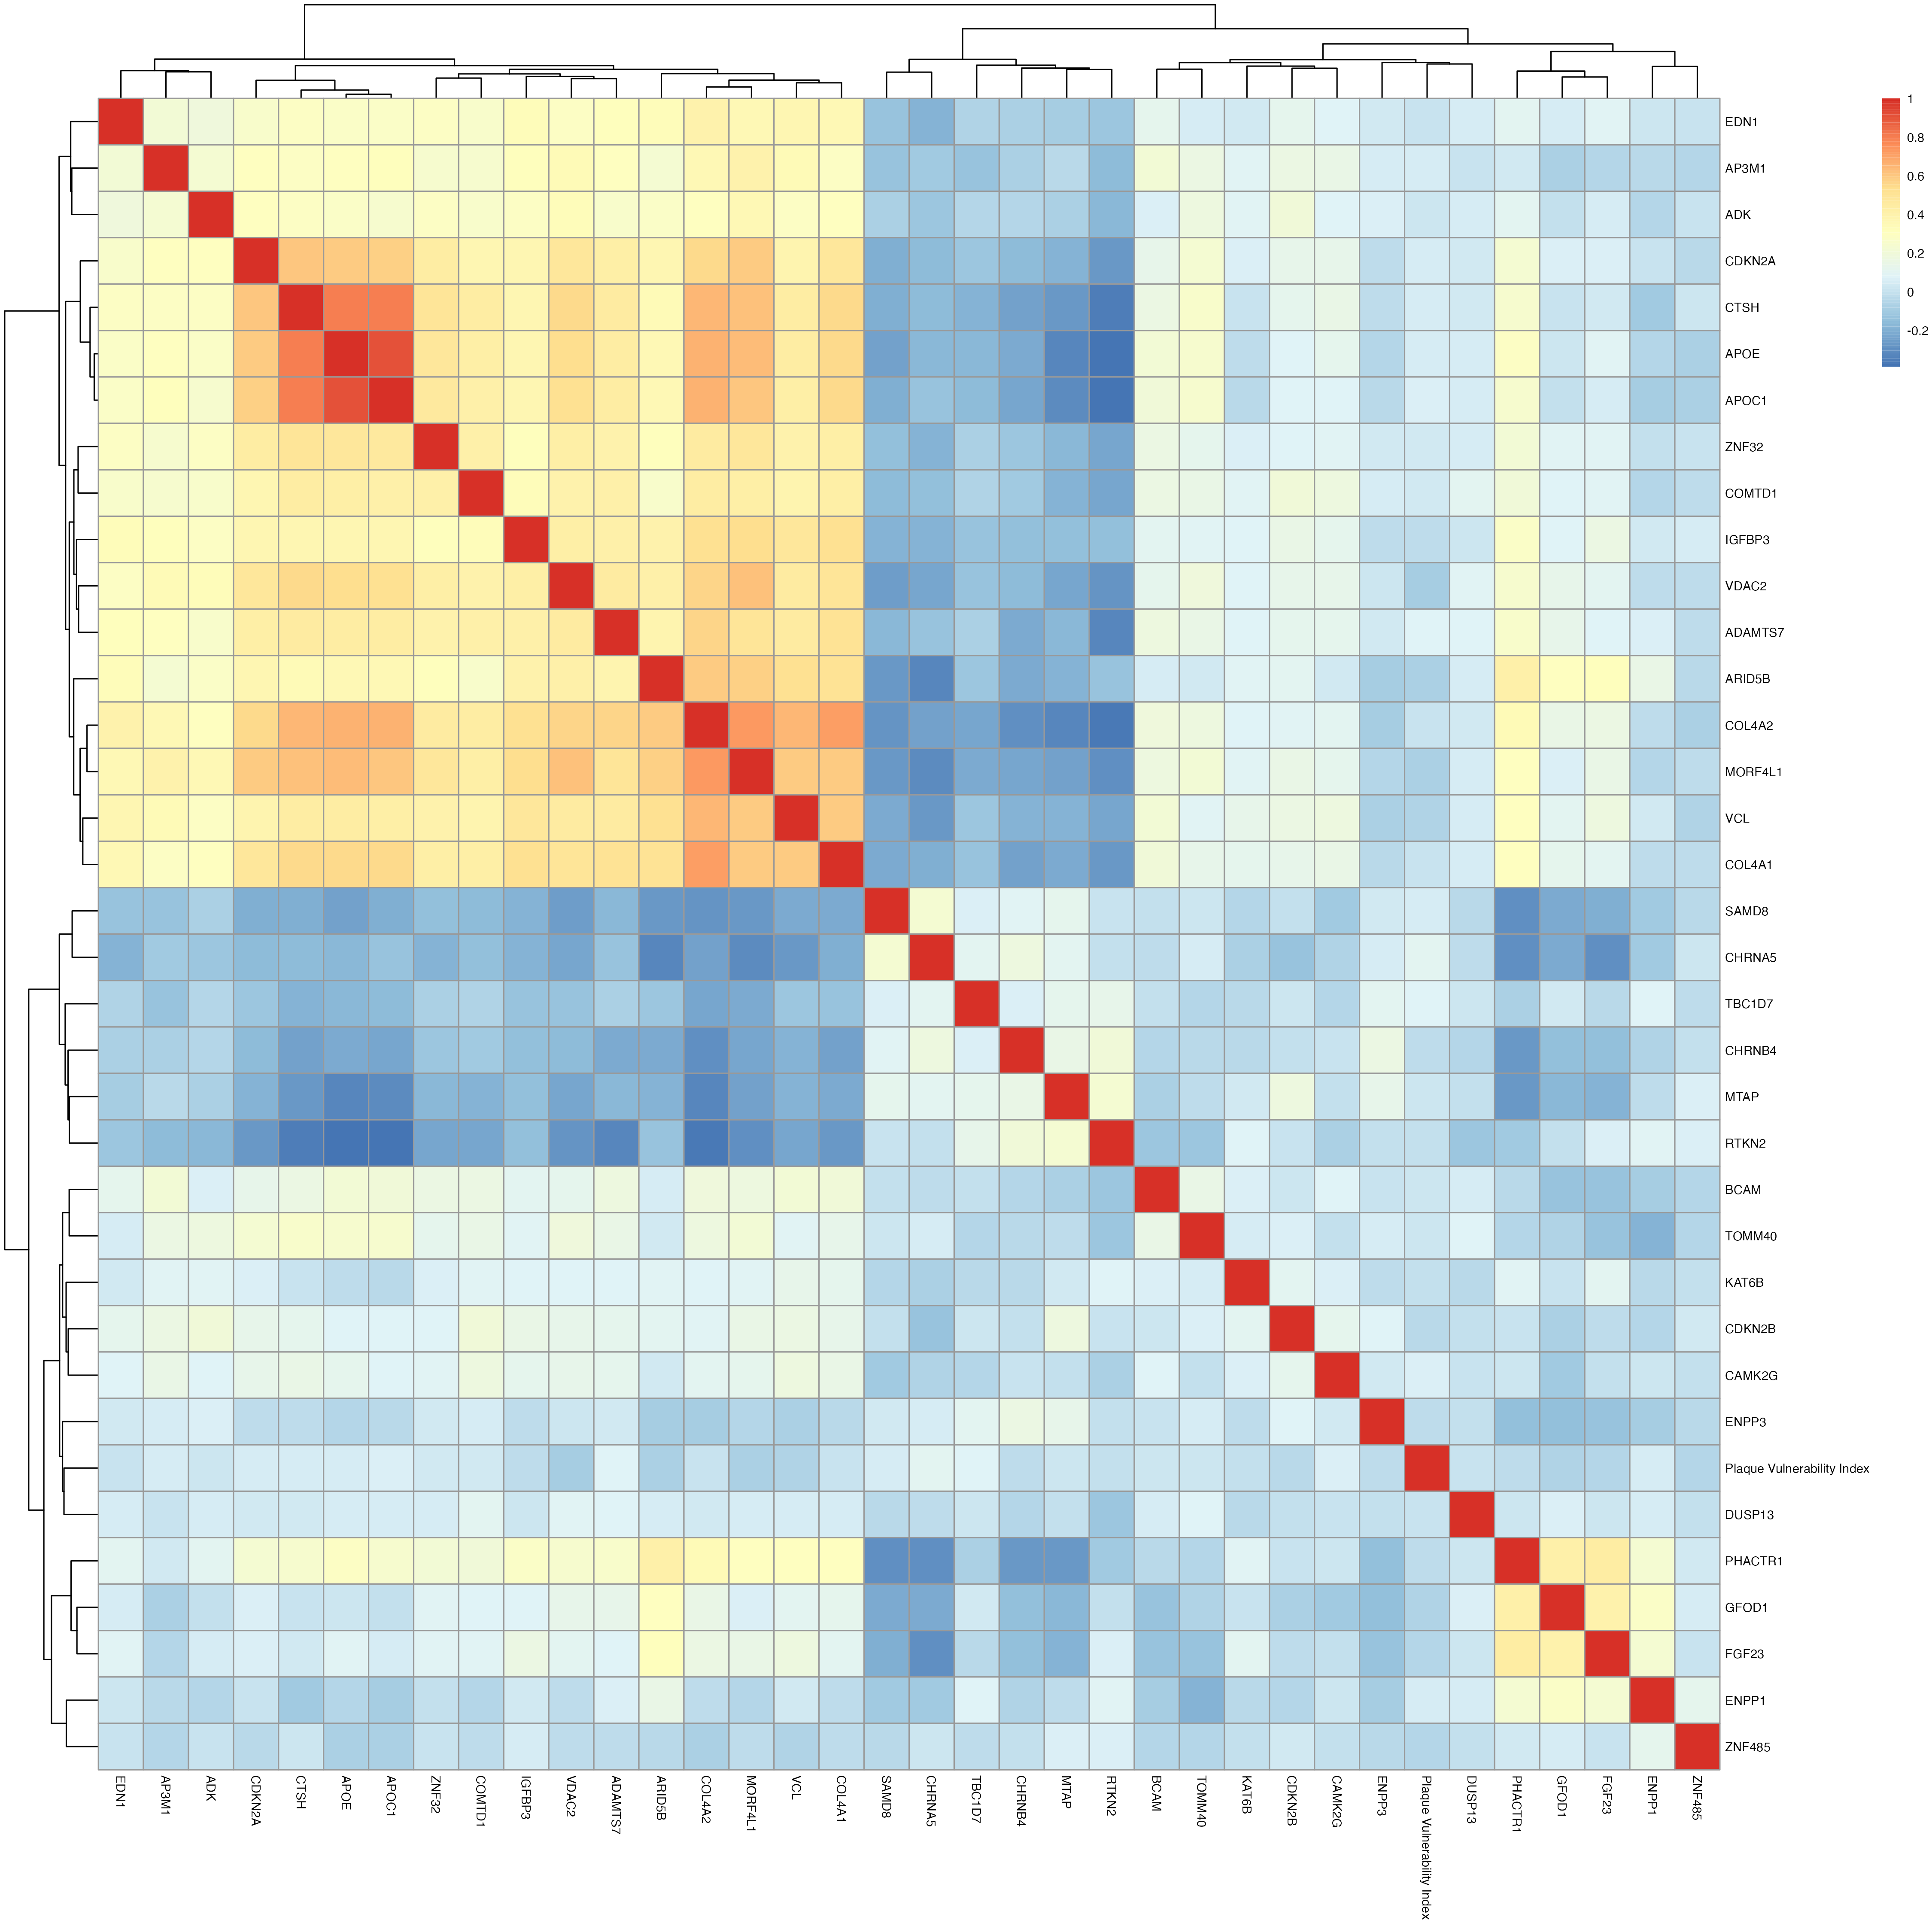 1
0.8
0.6
0.4
0.2
0
-0.2
EDN1
AP3M1
ADK
CDKN2A
CTSH
APOE
APOC1
ZNF32
COMTD1
IGFBP3
VDAC2
ADAMTS7
ARID5B
COL4A2
MORF4L1
VCL
COL4A1
SAMD8
CHRNA5
TBC1D7
CHRNB4
MTAP
RTKN2
BCAM
TOMM40
KAT6B
CDKN2B
CAMK2G
ENPP3
Plaque Vulnerability Index
DUSP13
PHACTR1
GFOD1
FGF23
ENPP1
ZNF485
EDN1
AP3M1
ADK
CDKN2A
CTSH
APOE
APOC1
ZNF32
COMTD1
IGFBP3
VDAC2
ADAMTS7
ARID5B
COL4A2
MORF4L1
VCL
COL4A1
SAMD8
CHRNA5
TBC1D7
CHRNB4
MTAP
RTKN2
BCAM
TOMM40
KAT6B
CDKN2B
CAMK2G
ENPP3
Plaque Vulnerability Index
DUSP13
PHACTR1
GFOD1
FGF23
ENPP1
ZNF485